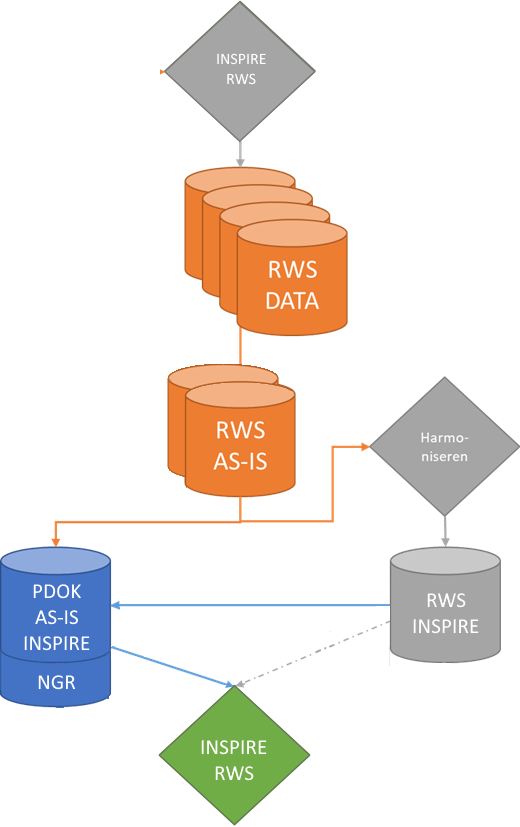 INSPIRE
RWS
RWS
DATA
RWS
AS-IS
Harmo-
niseren
PDOK
AS-IS
INSPIRE
NGR
RWS
INSPIRE
INSPIRE
RWS